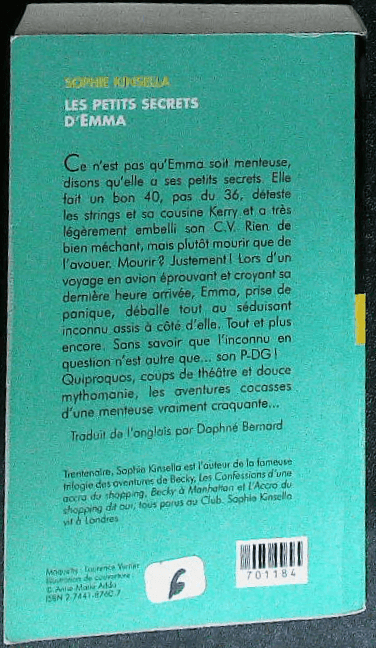 SOPHIE KINSELLA
LES PETITS SECRETS
D'EMMA
Ce n'est pas qu'Emma soit menteuse,
disons qu'elle a ses petits secrets. Elle
fait un bon 40, pas du 36, déteste
les strings et sa cousine Kerry et a très
légèrement embelli son C.V. Rien de
bien méchant, mais plutôt mourir que de
l'avouer. Mourir ? Justement ! Lors d'un
voyage en avion éprouvant et croyant sa
dernière heure arrivée, Emma, prise de
panique, déballe tout au séduisant
inconnu assis à côté d'elle. Tout et plus
encore. Sans savoir que l'inconnu en
question n'est autre que... son P-DG !
Quiproquos, coups de théâtre et douce
mythomanie, les aventures cocasses
d'une menteuse vraiment craquante...
Traduit de l'anglais par Daphné Bernard
Trentenaire, Sophie Kinsella est l'auteur de la fameuse
trilogie des aventures de Becky, Les Confessions d'une
accro du shopping, Becky à Manhattan et L'Accro du
shopping dit oui, tous parus au Club. Sophie Kinsella
vit à Londres
Maquette : Laurence Verrier
Illustration de couverture :
© Anne Marie Adda
ISBN 2-7441-8760-7
701184